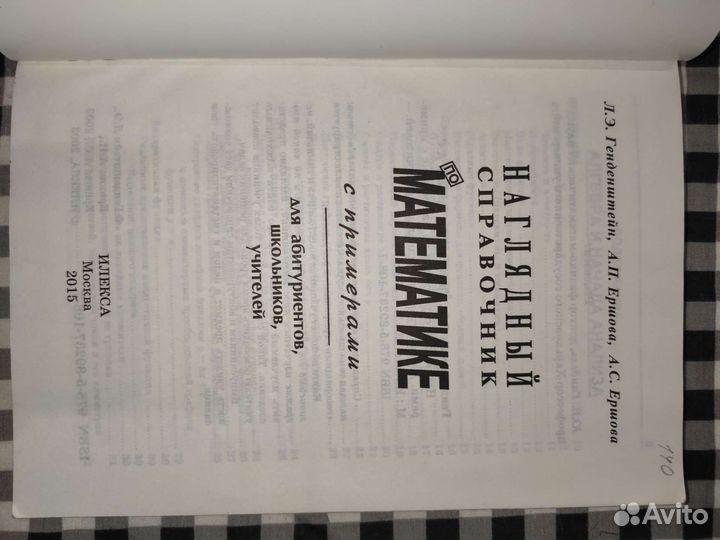 Л.Э. Генденштейн, А.П. Ершова, А.С. Ершова
НАГЛЯДНЫЙ
СПРАВОЧНИК
ПО
МАТЕМАТИКЕ
с примерами
для абитуриентов,
школьников,
учителей
ИЛЕКСА
Москва
2015
140
Avito